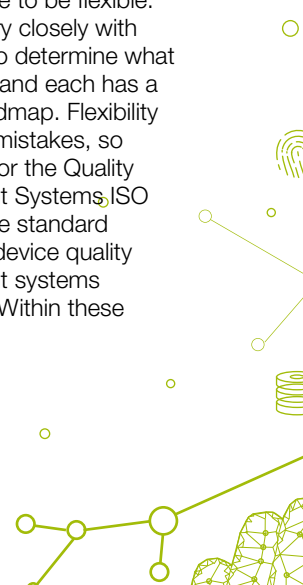 e to be flexible.
y closely with
o determine what
and each has a
dmap. Flexibility
mistakes, so
or the Quality
t Systems ISO
e standard
device quality
t systems
Within these